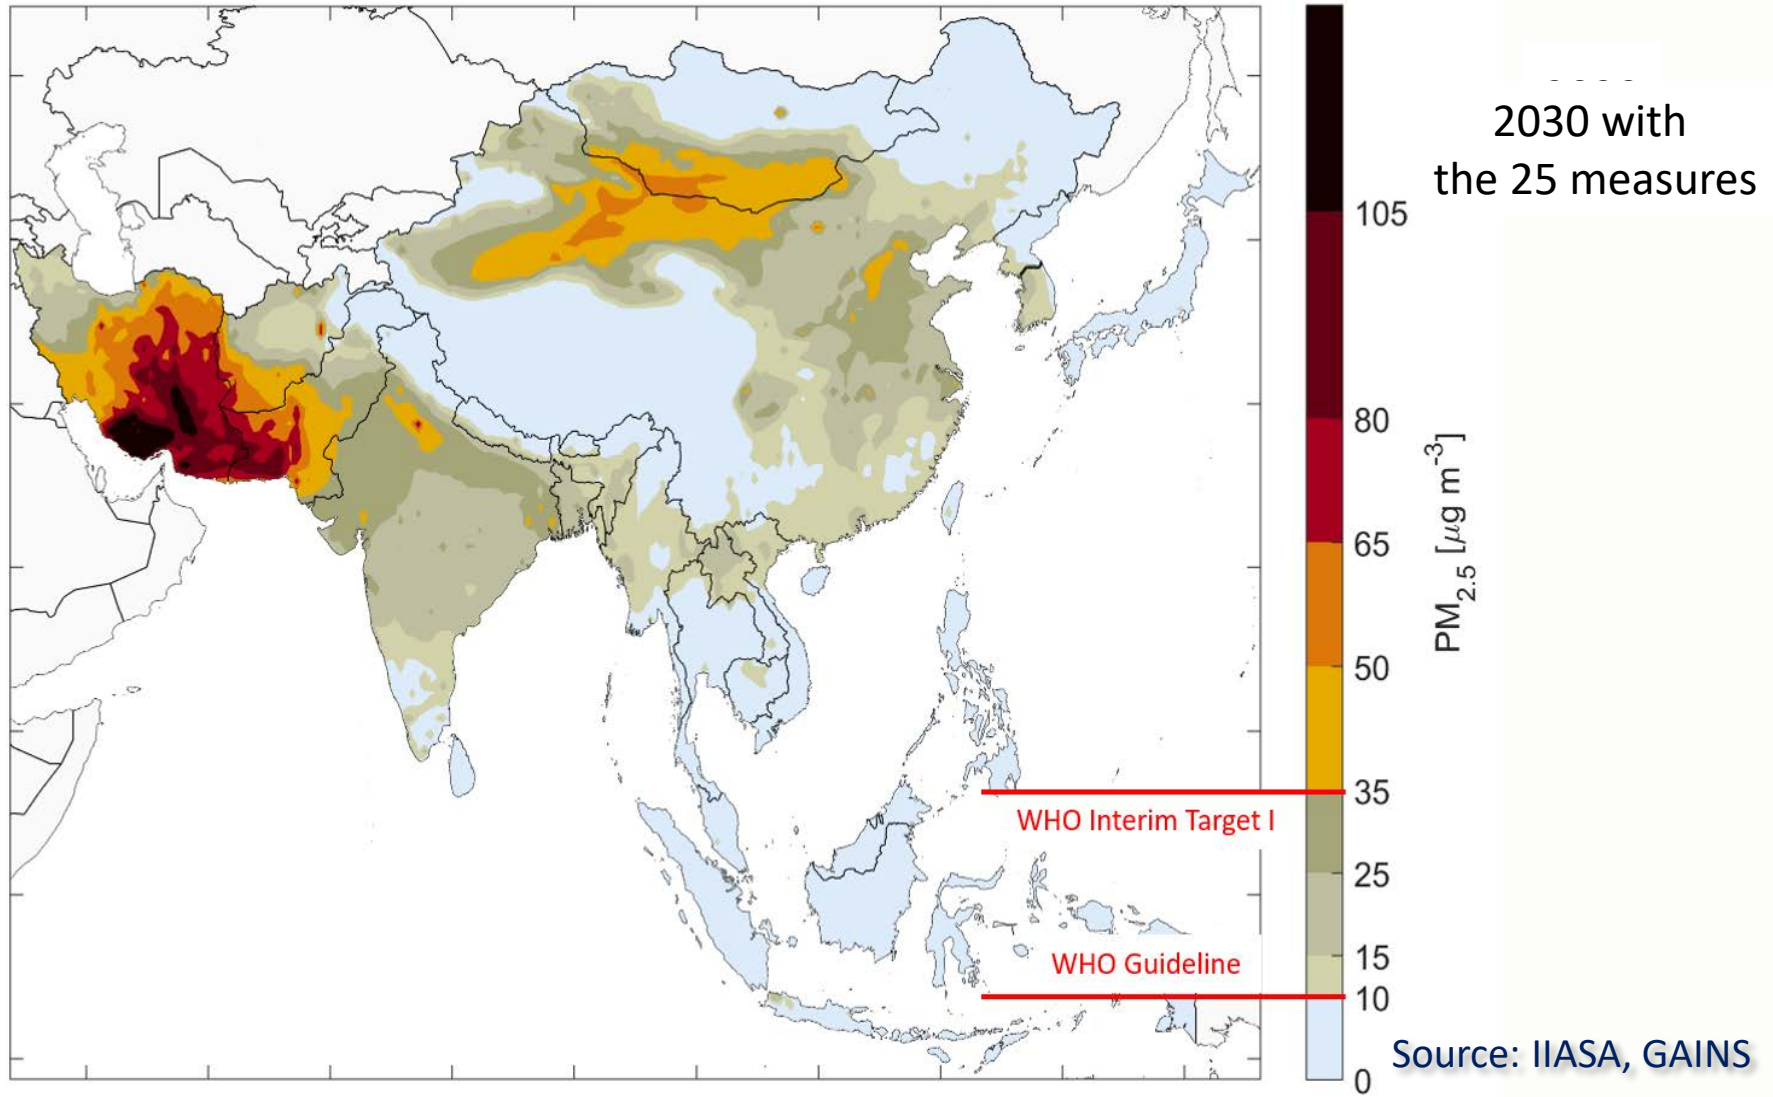 2030 with
the 25 measures
105
80
65
50
35
25
15
10
0
PM2.5 [μg m-3]
WHO Interim Target I
WHO Guideline
Source: IIASA, GAINS